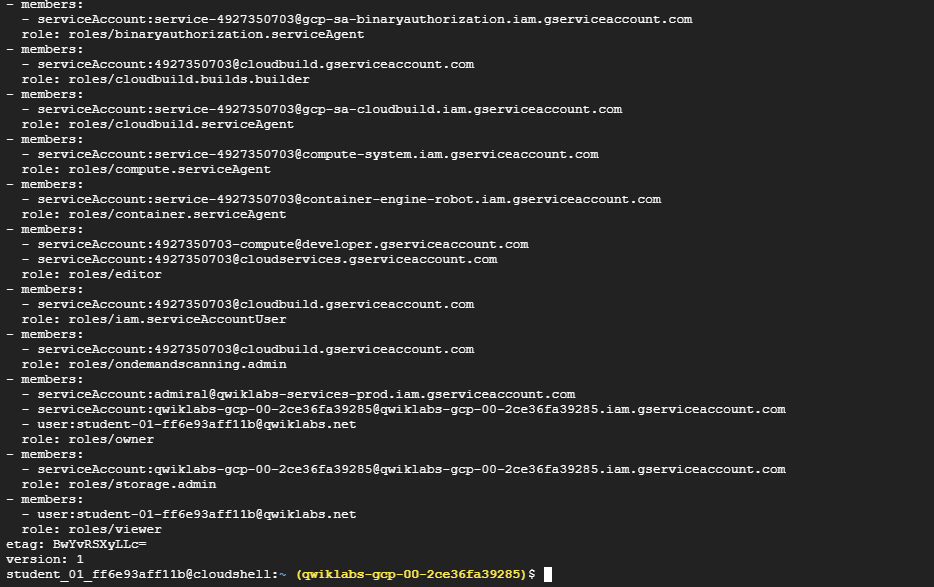 - members:
  - serviceAccount:service-4927350703@gcp-sa-binaryauthorization.iam.gserviceaccount.com
  role: roles/binaryauthorization.serviceAgent
- members:
  - serviceAccount:4927350703@cloudbuild.gserviceaccount.com
  role: roles/cloudbuild.builds.builder
- members:
  - serviceAccount:service-4927350703@gcp-sa-cloudbuild.iam.gserviceaccount.com
  role: roles/cloudbuild.serviceAgent
- members:
  - serviceAccount:service-4927350703@compute-system.iam.gserviceaccount.com
  role: roles/compute.serviceAgent
- members:
  - serviceAccount:service-4927350703@container-engine-robot.iam.gserviceaccount.com
  role: roles/container.serviceAgent
- members:
  - serviceAccount:4927350703-compute@developer.gserviceaccount.com
  - serviceAccount:4927350703@cloudservices.gserviceaccount.com
  role: roles/editor
- members:
  - serviceAccount:4927350703@cloudbuild.gserviceaccount.com
  role: roles/iam.serviceAccountUser
- members:
  - serviceAccount:4927350703@cloudbuild.gserviceaccount.com
  role: roles/ondemandscanning.admin
- members:
  - serviceAccount:admiral@qwiklabs-services-prod.iam.gserviceaccount.com
  - serviceAccount:qwiklabs-gcp-00-2ce36fa39285@qwiklabs-gcp-00-2ce36fa39285.iam.gserviceaccount.com
  - user:student-01-ff6e93aff11b@qwiklabs.net
  role: roles/owner
- members:
  - serviceAccount:qwiklabs-gcp-00-2ce36fa39285@qwiklabs-gcp-00-2ce36fa39285.iam.gserviceaccount.com
  role: roles/storage.admin
- members:
  - user:student-01-ff6e93aff11b@qwiklabs.net
  role: roles/viewer
etag: BwYvRSXyLLc=
version: 1
student_01_ff6e93aff11b@cloudshell:~ (qwiklabs-gcp-00-2ce36fa39285)$